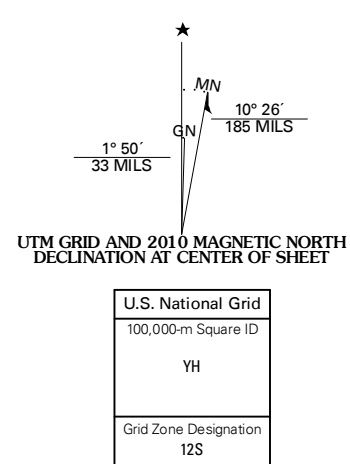 ★
MN
GN
10° 26´
185 MILS
1° 50´
33 MILS
UTM GRID AND 2010 MAGNETIC NORTH
DECLINATION AT CENTER OF SHEET
U.S. National Grid
100,000-m Square ID
YH
Grid Zone Designation
12S